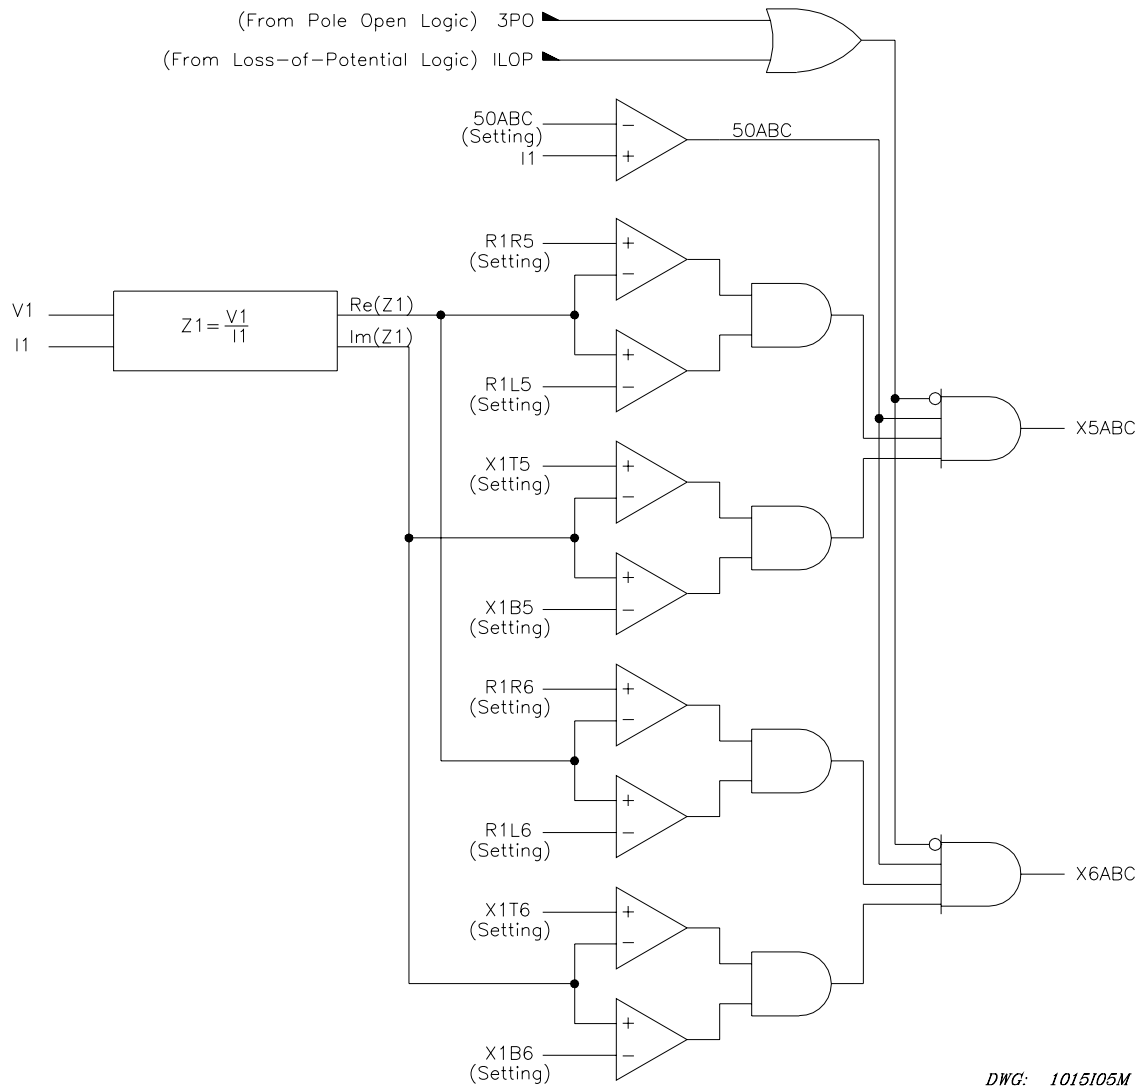 (From Pole Open Logic) 3PO
(From Loss-of-Potential Logic) ILOP
50ABC
(Setting)
I1
−
+
50ABC
R1R5
(Setting)
+
−
V1
I1
Z1=V1/I1
Re(Z1)
Im(Z1)
+
−
R1L5
(Setting)
X5ABC
X1T5
(Setting)
+
−
+
−
X1B5
(Setting)
R1R6
(Setting)
+
−
+
−
R1L6
(Setting)
X6ABC
X1T6
(Setting)
+
−
+
−
X1B6
(Setting)
DWG: 1015I05M